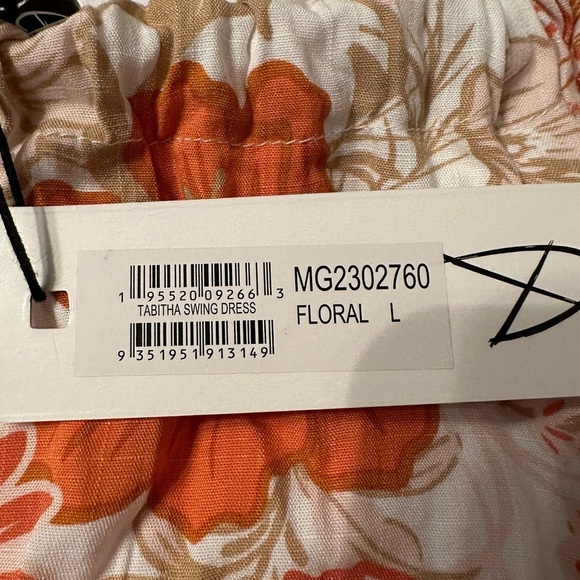 1 95520 09266 3
TABITHA SWING DRESS
9 351951 913149
MG2302760
FLORAL L